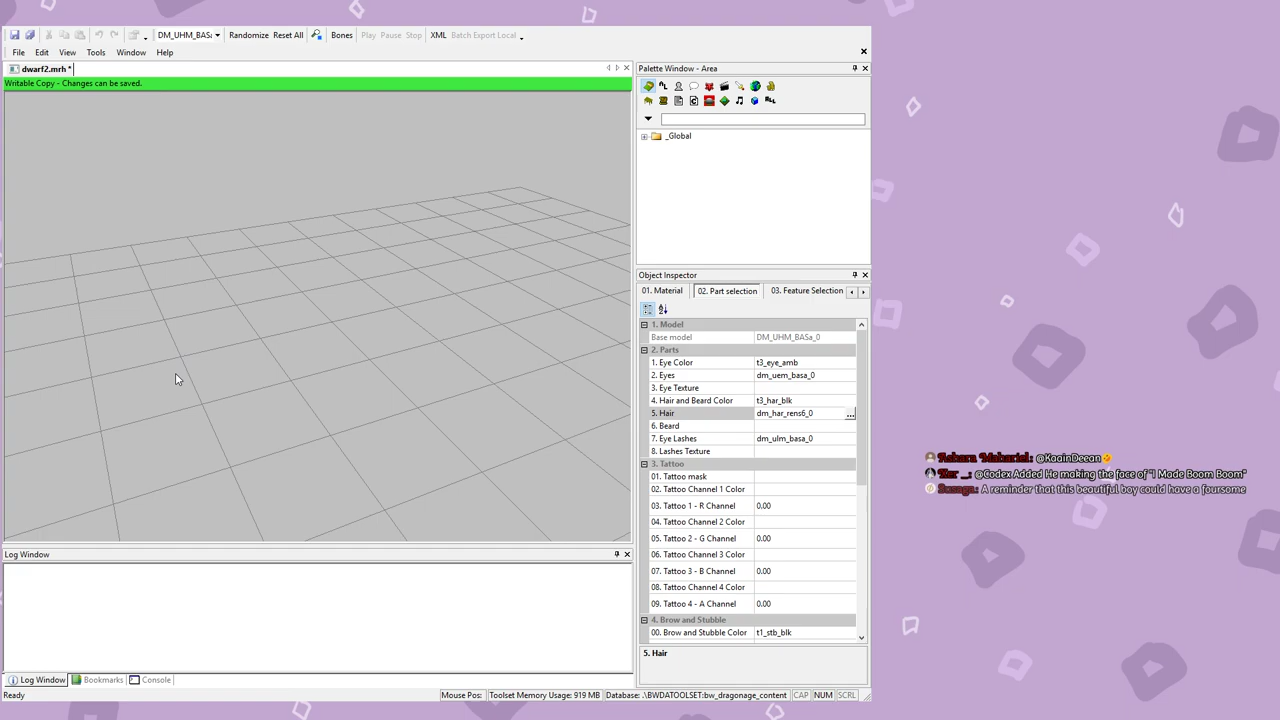 DM_UHM_BASa Randomize Reset All Bones Play Pause Stop XML Batch Export Local
File Edit View Tools Window Help
dwarf2.mrh *
Writable Copy - Changes can be saved.
Palette Window - Area
_Global
Object Inspector
01. Material 02. Part selection 03. Feature Selection
1. Model
Base model DM_UHM_BASa_0
2. Parts
1. Eye Color t3_eye_amb
2. Eyes dm_uem_basa_0
3. Eye Texture
4. Hair and Beard Color t3_har_blk
5. Hair dm_har_rens6_0 ...
6. Beard
7. Eye Lashes dm_ulm_basa_0
8. Lashes Texture
3. Tattoo
01. Tattoo mask
02. Tattoo Channel 1 Color
03. Tattoo 1 - R Channel 0.00
04. Tattoo Channel 2 Color
05. Tattoo 2 - G Channel 0.00
06. Tattoo Channel 3 Color
07. Tattoo 3 - B Channel 0.00
08. Tattoo Channel 4 Color
09. Tattoo 4 - A Channel 0.00
4. Brow and Stubble
00. Brow and Stubble Color t1_stb_blk
5. Hair
Log Window
Log Window Bookmarks Console
Ready Mouse Pos: Toolset Memory Usage: 919 MB Database: .\BWDATOOLSET:bw_dragonage_content CAP NUM SCRL
Ashara Mahariel: @KaainDeean
Xer _: @Codex Added He making the face of "I Made Boom Boom"
: A reminder that this beautiful boy could have a foursome